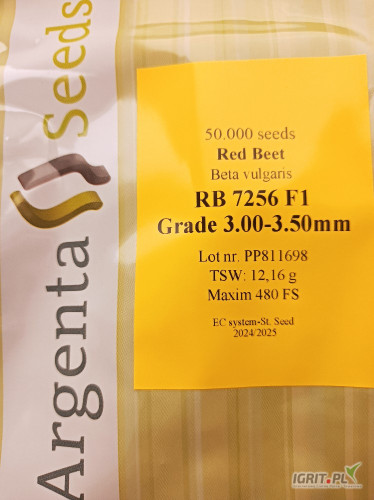 Argenta Seeds
50.000 seeds
Red Beet
Beta vulgaris
RB 7256 F1
Grade 3.00-3.50mm
Lot nr. PP811698
TSW: 12,16 g
Maxim 480 FS
EC system-St. Seed
2024/2025
IGRIT.PL